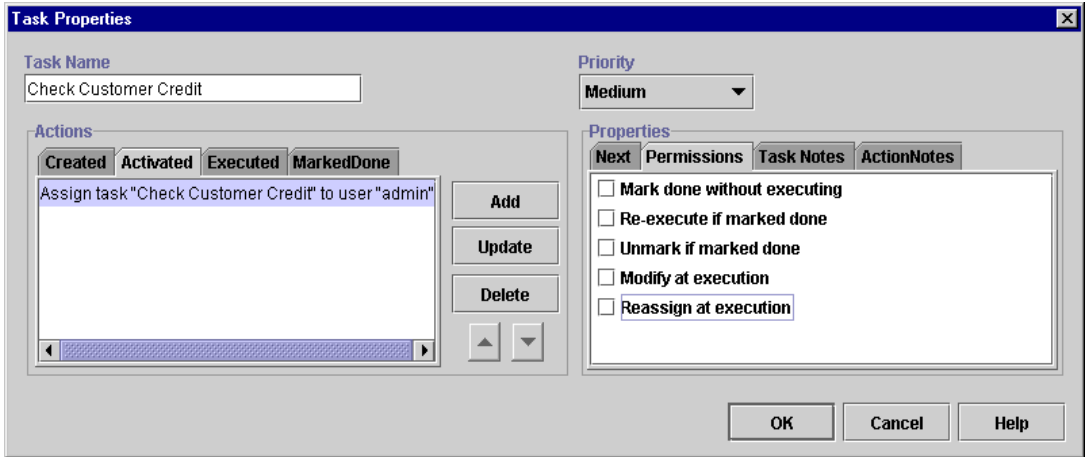 Task Properties
Task Name
Priority
Check Customer Credit
Medium
Actions
Properties
Created Activated Executed MarkedDone
Next Permissions Task Notes ActionNotes
Assign task "Check Customer Credit" to user "admin"
Add
Update
Delete
Mark done without executing
Re-execute if marked done
Unmark if marked done
Modify at execution
Reassign at execution
OK Cancel Help